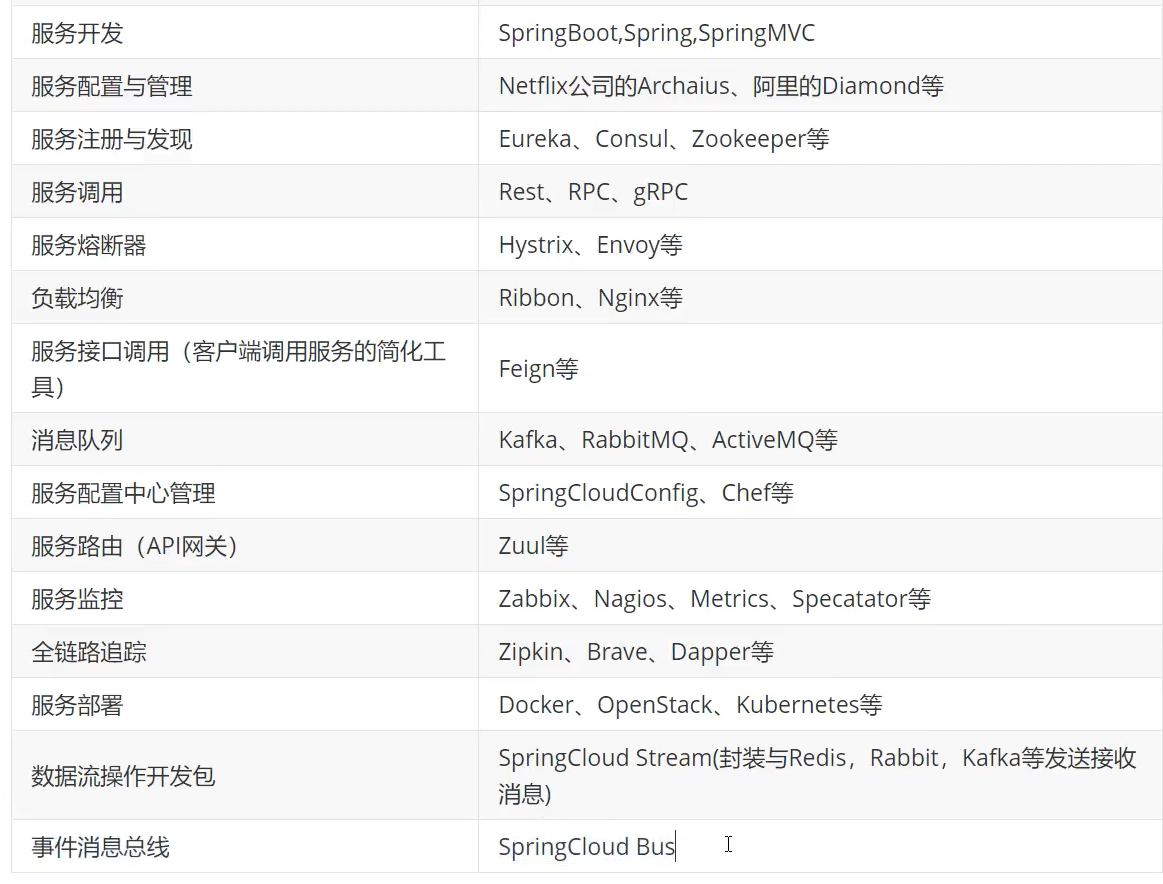 服务开发
SpringBoot,Spring,SpringMVC
服务配置与管理
Netflix公司的Archaius、阿里的Diamond等
服务注册与发现
Eureka、Consul、Zookeeper等
服务调用
Rest、RPC、gRPC
服务熔断器
Hystrix、Envoy等
负载均衡
Ribbon、Nginx等
服务接口调用（客户端调用服务的简化工
具）
Feign等
消息队列
Kafka、RabbitMQ、ActiveMQ等
服务配置中心管理
SpringCloudConfig、Chef等
服务路由（API网关）
Zuul等
服务监控
Zabbix、Nagios、Metrics、Specatator等
全链路追踪
Zipkin、Brave、Dapper等
服务部署
Docker、OpenStack、Kubernetes等
数据流操作开发包
SpringCloud Stream(封装与Redis，Rabbit，Kafka等发送接收
消息)
事件消息总线
SpringCloud Bus